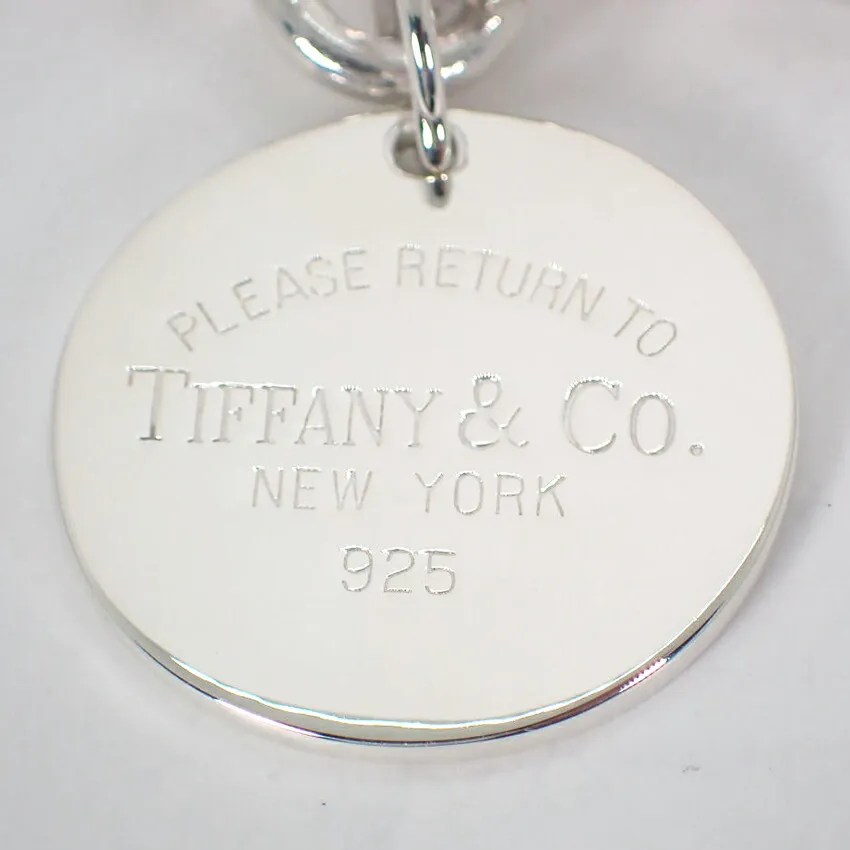 PLEASE RETURN TO
TIFFANY & CO.
NEW YORK
925